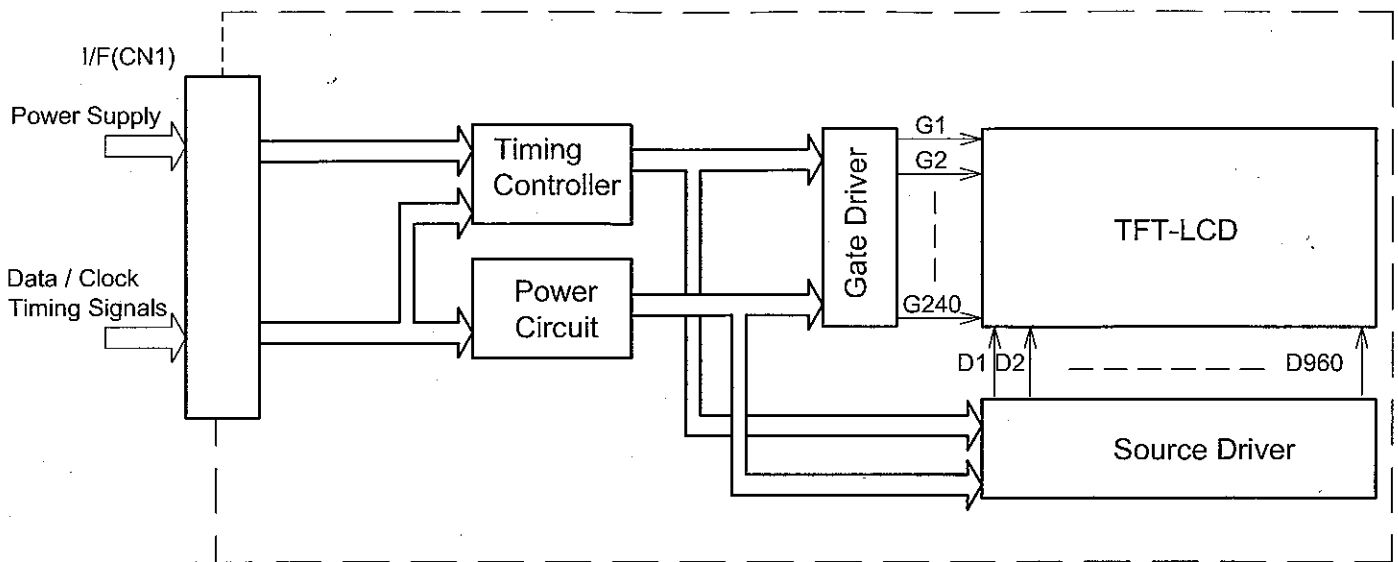 I/F(CN1)
Power Supply
Data / Clock
Timing Signals
Timing
Controller
Power
Circuit
Gate Driver
G1
G2
G240
TFT-LCD
D1
D2
D960
Source Driver